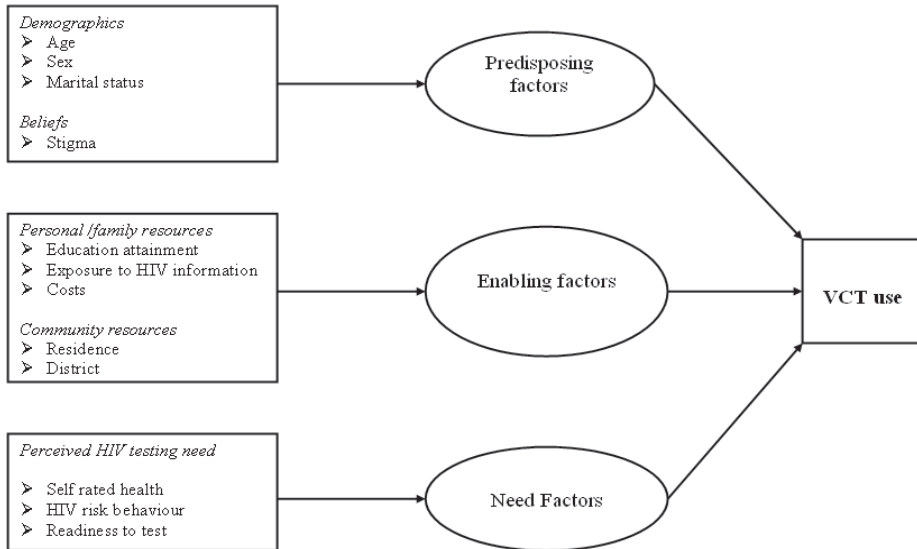 Demographics
➢ Age
➢ Sex
➢ Marital status
Beliefs
➢ Stigma
Predisposing
factors
Personal /family resources
➢ Education attainment
➢ Exposure to HIV information
➢ Costs
Community resources
➢ Residence
➢ District
Enabling factors
VCT use
Perceived HIV testing need
➢ Self rated health
➢ HIV risk behaviour
➢ Readiness to test
Need Factors